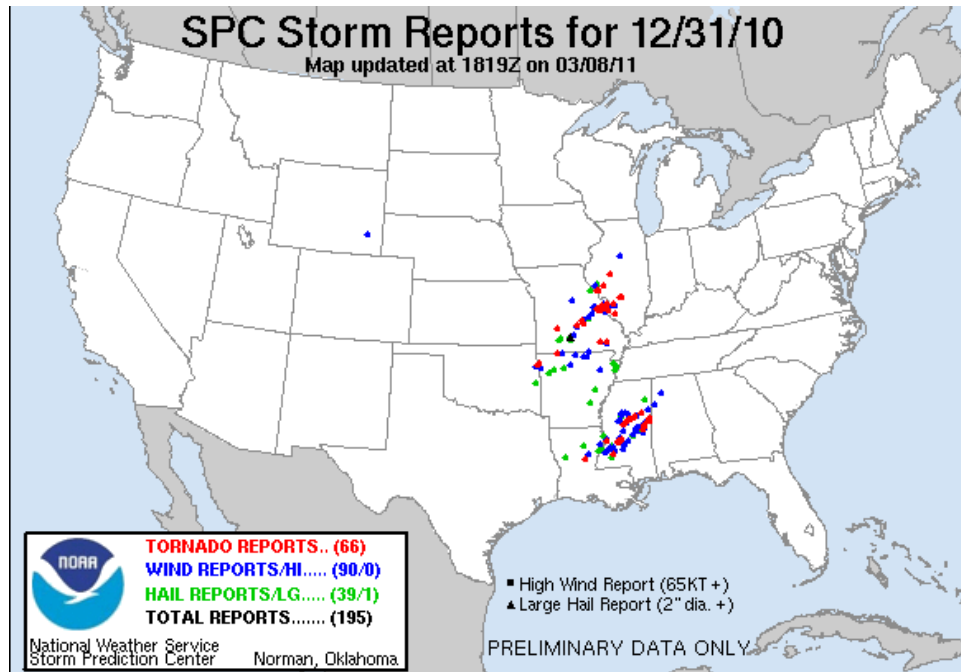 SPC Storm Reports for 12/31/10
Map updated at 1819Z on 03/08/11
NOAA
TORNADO REPORTS.. (66)
WIND REPORTS/HI..... (90/0)
HAIL REPORTS/LG..... (39/1)
TOTAL REPORTS....... (195)
National Weather Service
Storm Prediction Center Norman, Oklahoma
High Wind Report (65KT +)
Large Hail Report (2" dia. +)
PRELIMINARY DATA ONLY